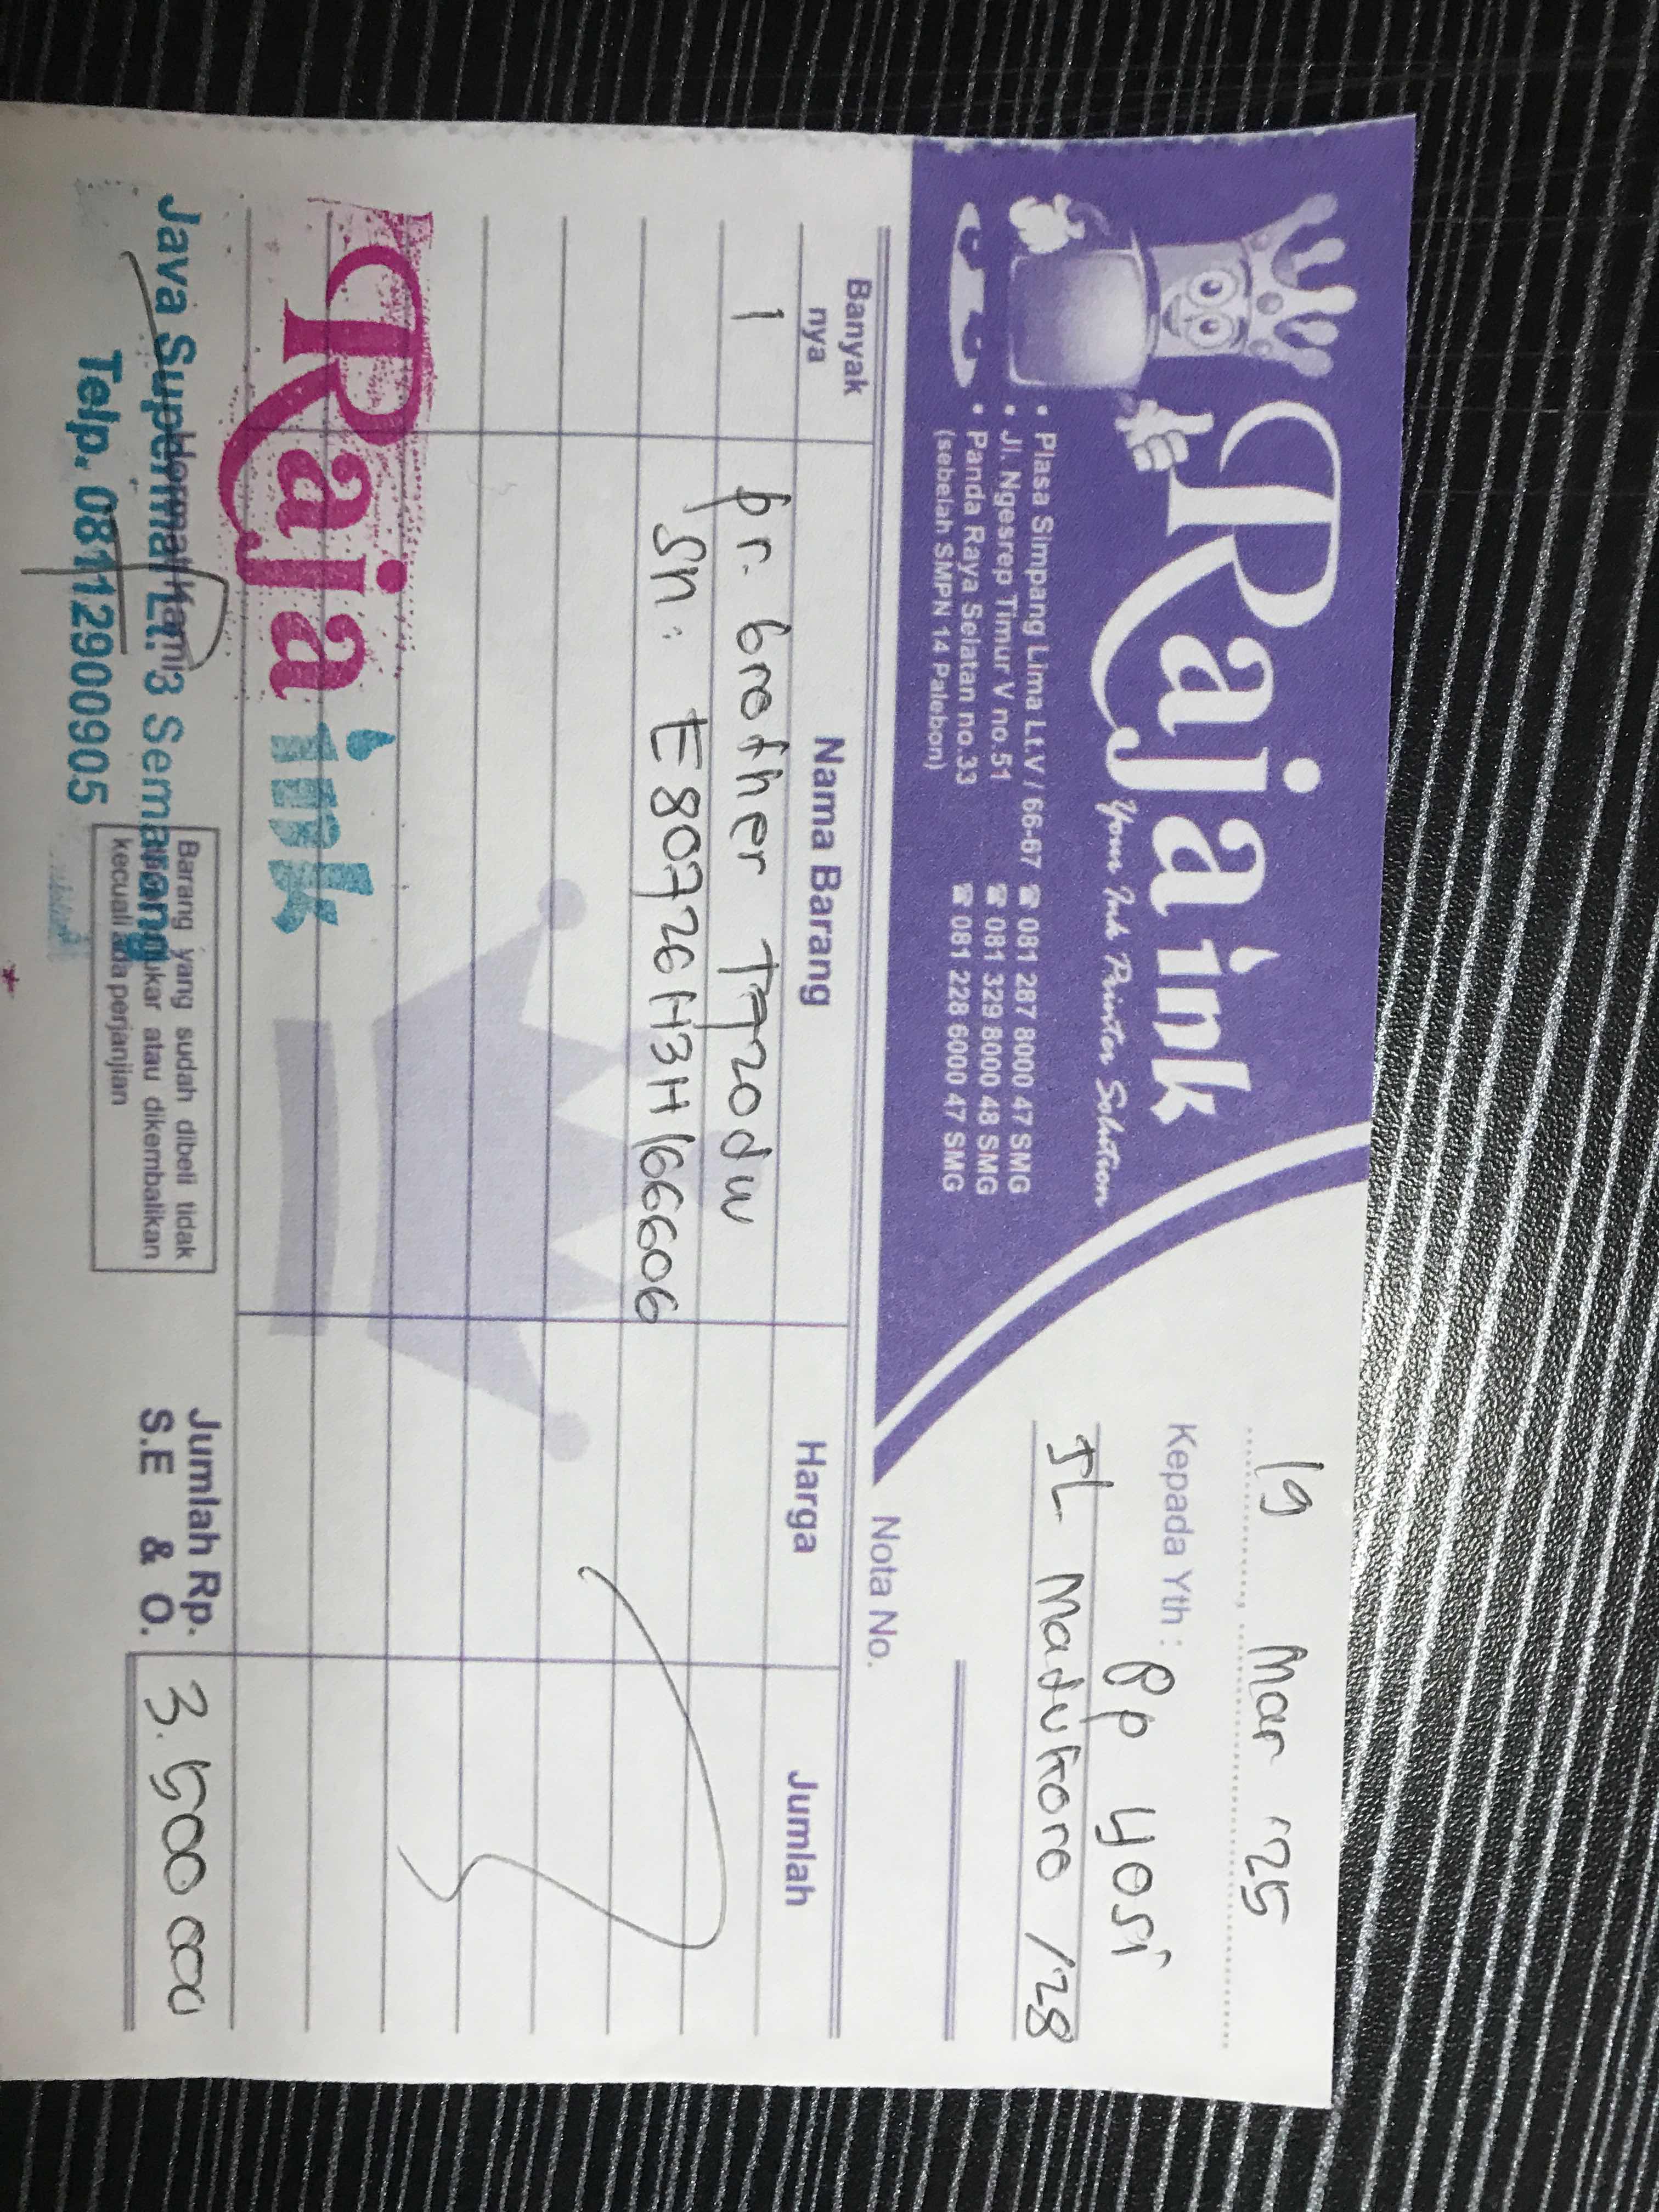 Raja ink
Your Ink Printer Solution
• Plasa Simpang Lima Lt.V / 66-67 ☎ 081 287 8000 47 SMG
• Jl. Ngesrep Timur V no.51 ☎ 081 329 8000 48 SMG
• Panda Raya Selatan no.33 ☎ 081 228 6000 47 SMG
(sebelah SMPN 14 Palebon)
19, Mar '25
Kepada Yth : Bp Yosi
JL Madukoro /28
Nota No.
Banyak nya Nama Barang Harga Jumlah
1 pr. brother T720dw
Sn: E80726H3H166606
Raja ink
Hormat Kami
Java Supermall Lt. 3 Semarang
Telp. 08112900905
Barang yang sudah dibeli tidak
ditukar atau dikembalikan
kecuali ada perjanjian
Jumlah Rp. 3.500 000
S.E & O.